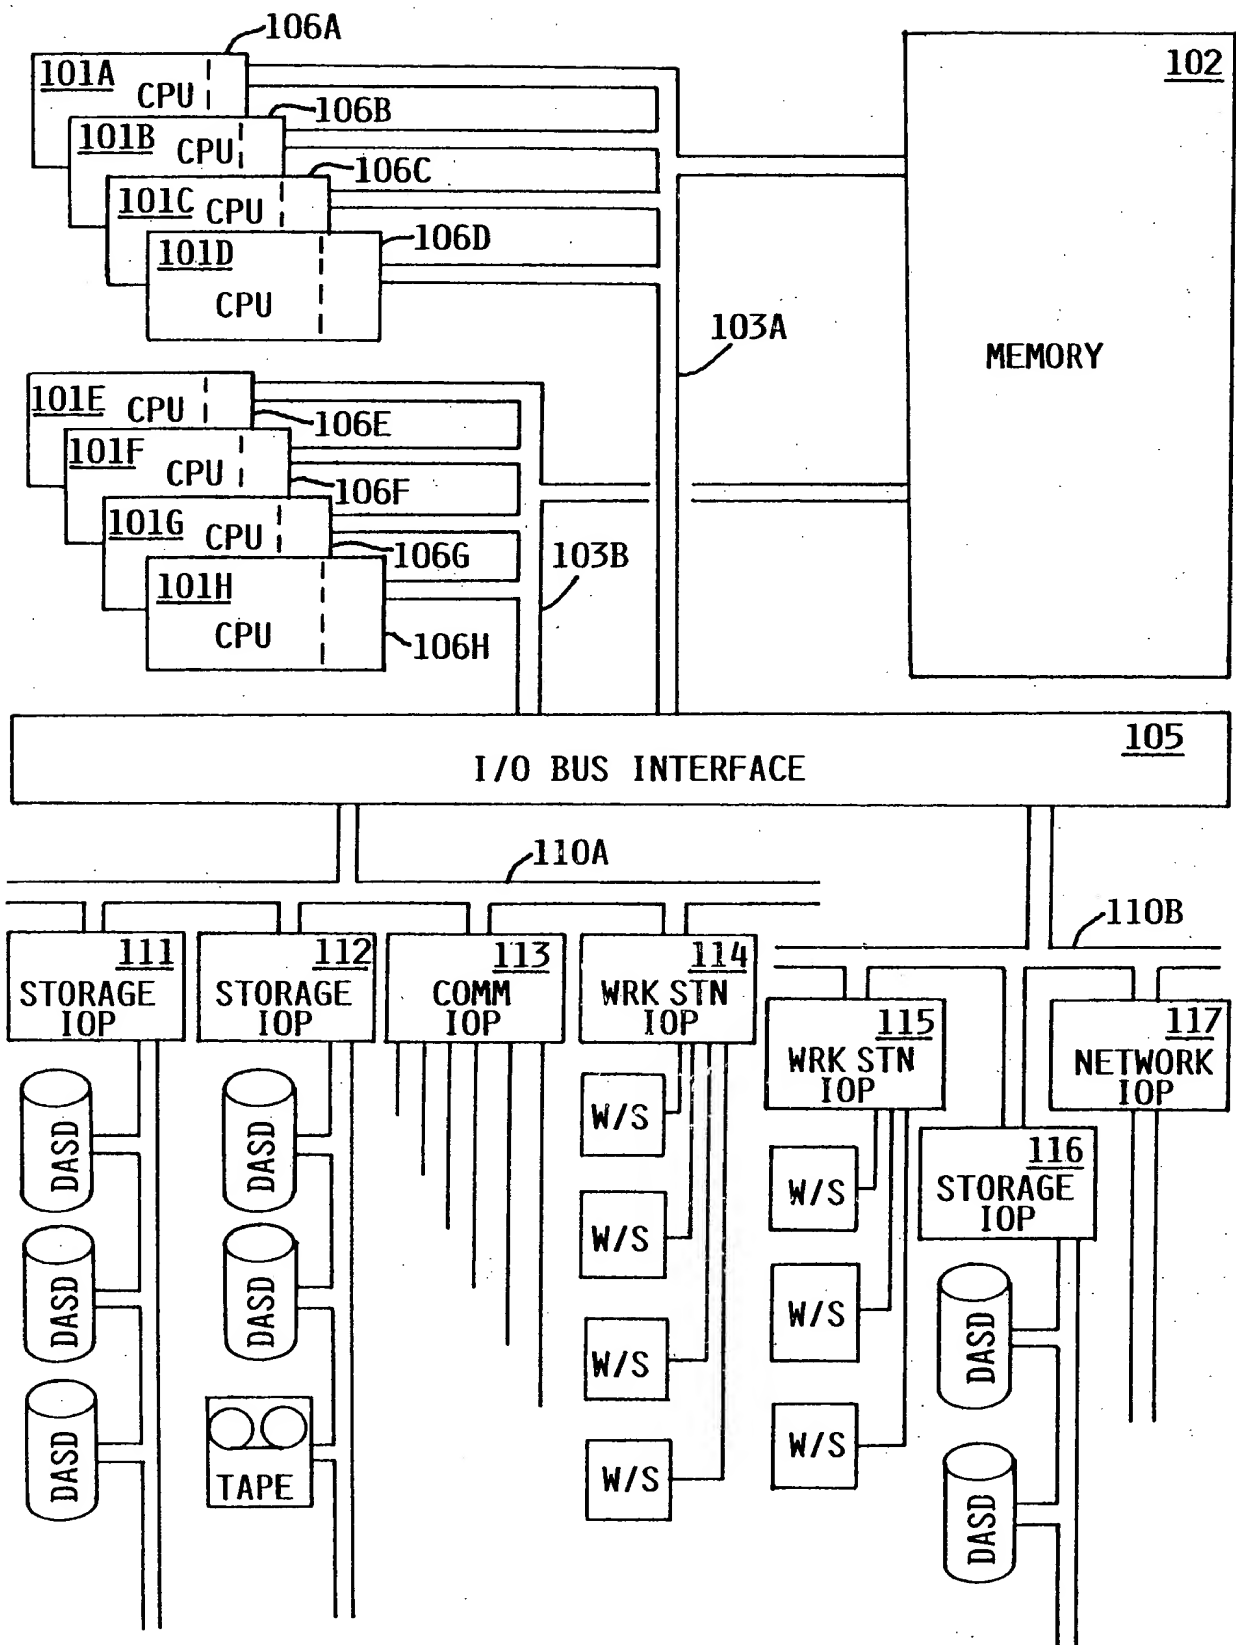 106A
101A
CPU
102
106B
101B
CPU
106C
101C CPU
106D
101D
CPU
103A
MEMORY
101E CPU
106E
101F
CPU
106F
101G
CPU
106G
103B
101H
CPU
106H
105
I/O BUS INTERFACE
110A
110B
111
STORAGE
IOP
112
STORAGE
IOP
113
COMM
IOP
114
WRK STN
IOP
115
WRK STN
IOP
117
NETWORK
IOP
116
STORAGE
IOP
DASD
DASD
DASD
DASD
DASD
TAPE
W/S
W/S
W/S
W/S
W/S
W/S
W/S
DASD
DASD